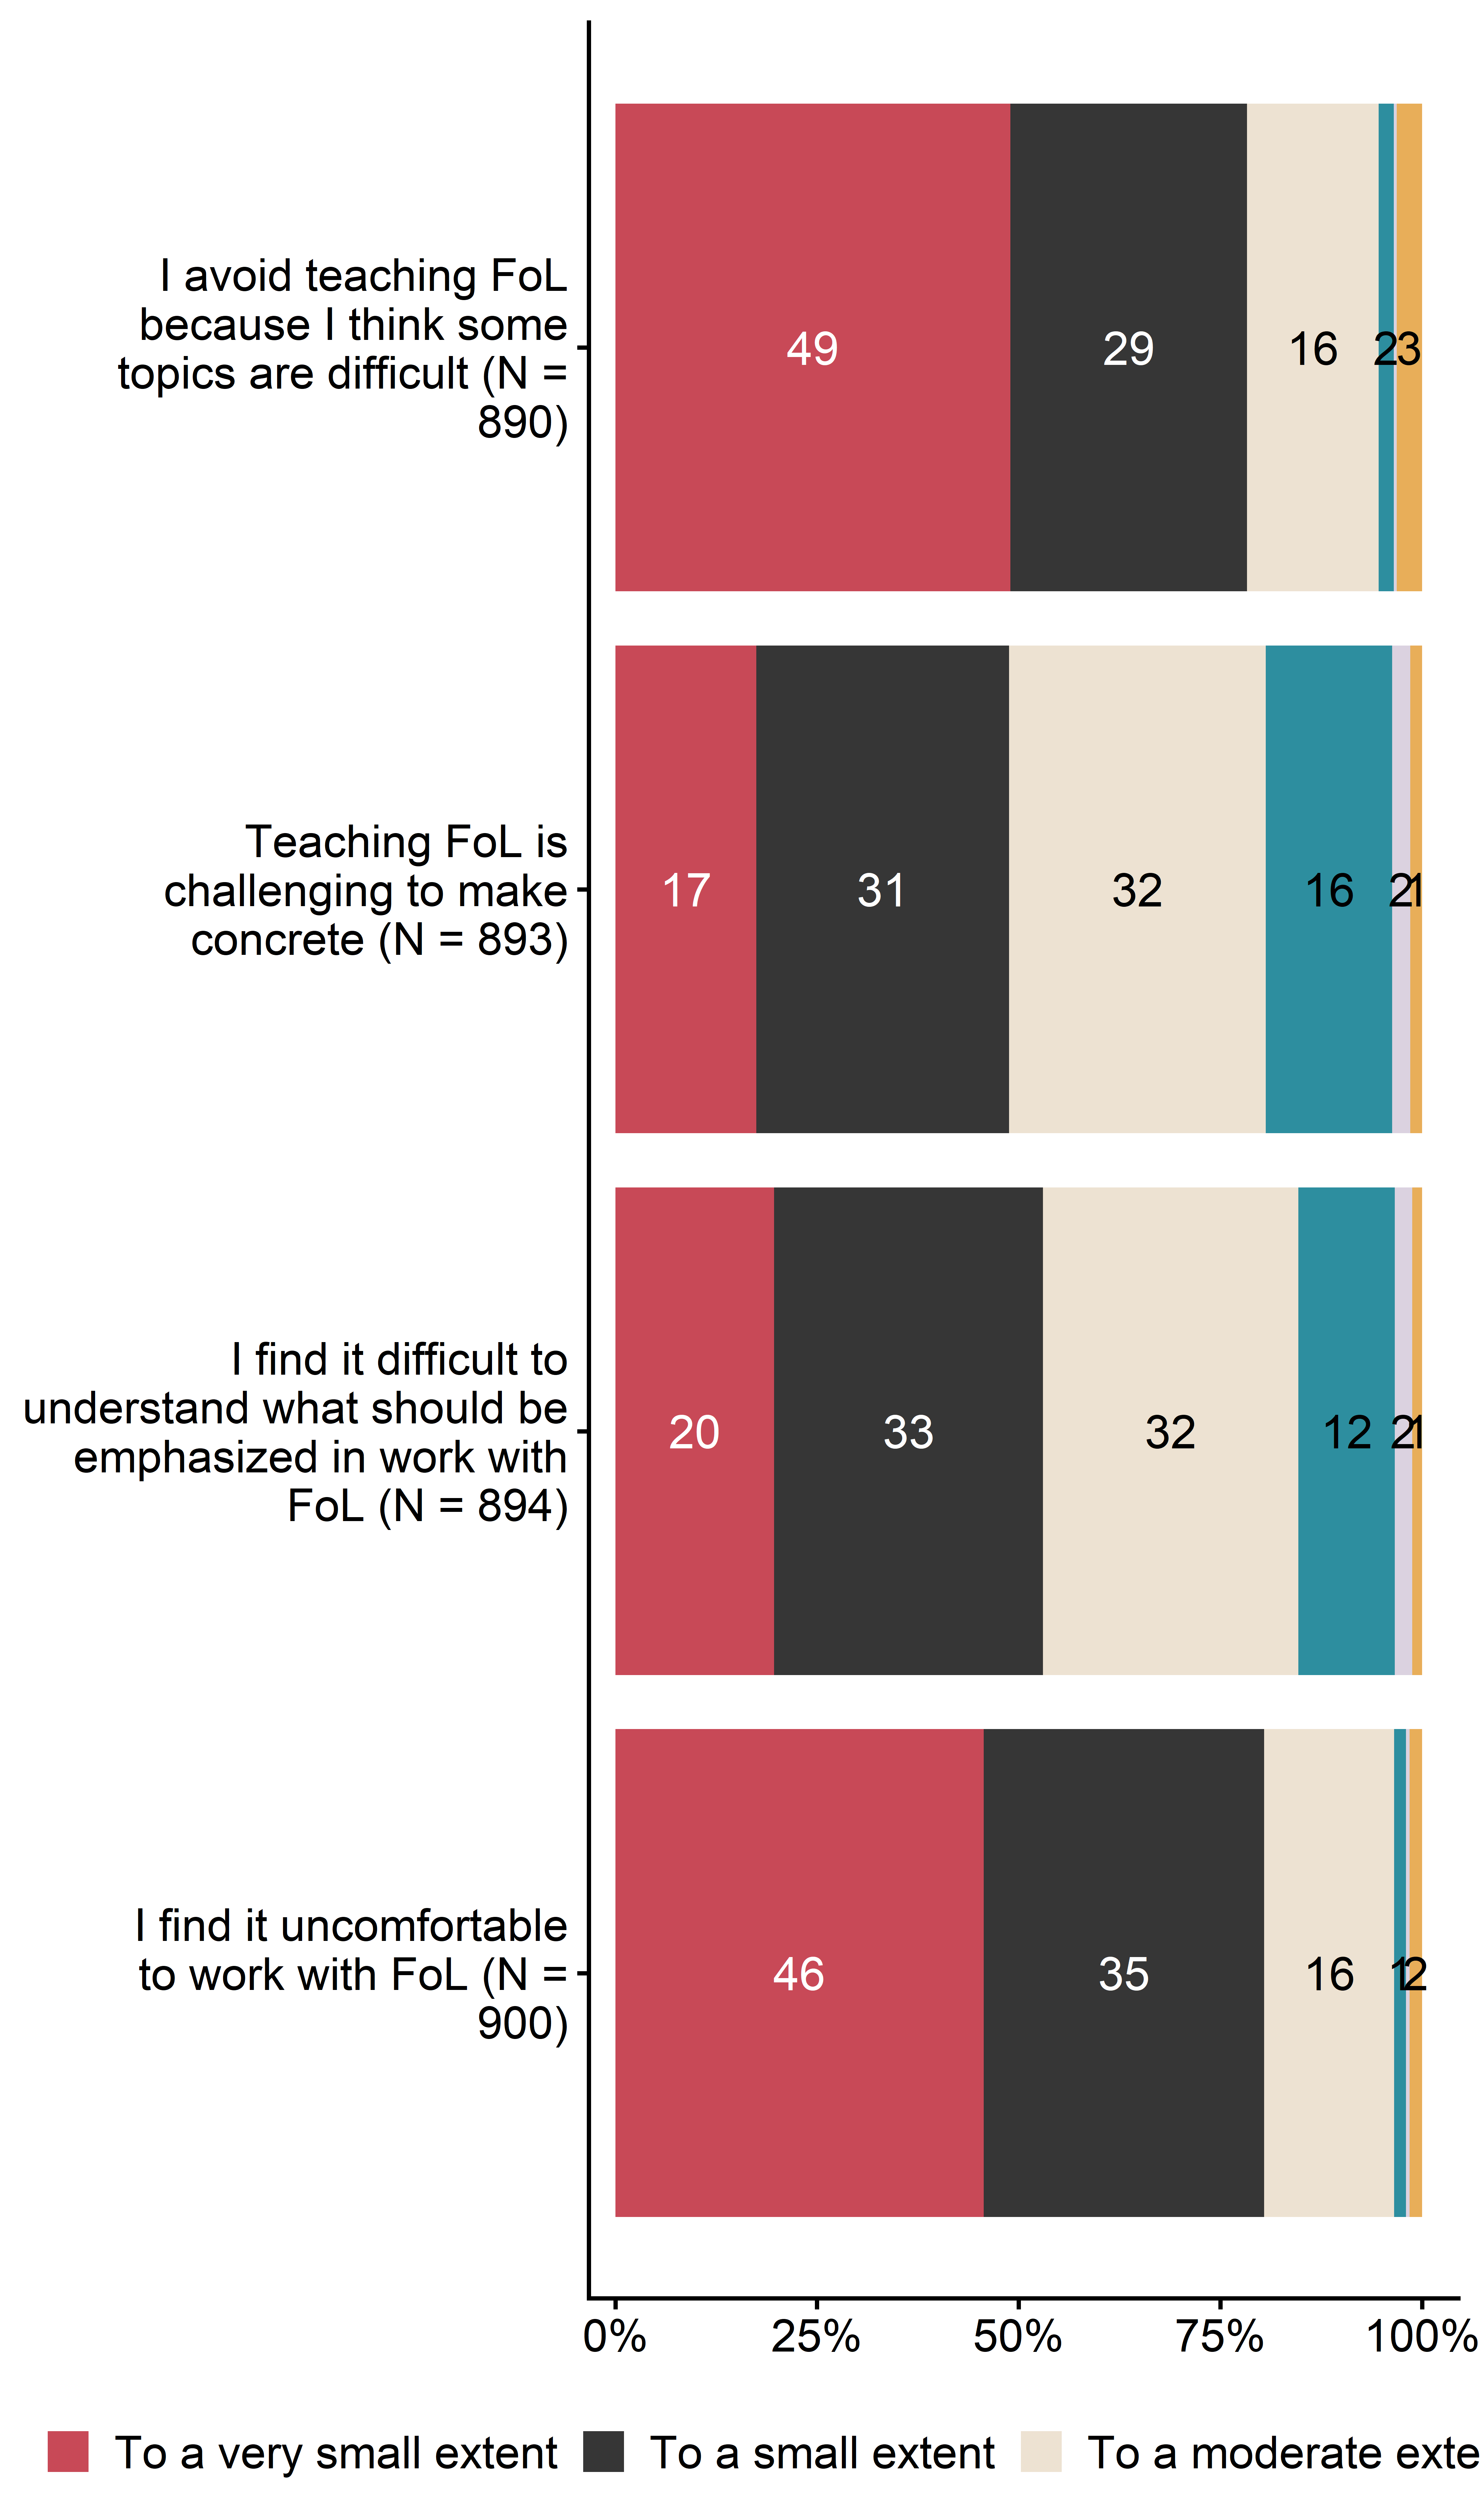 I avoid teaching FoL
because I think some
topics are difficult (N =
890)
49 29 16 2 3
Teaching FoL is
challenging to make
concrete (N = 893)
17 31 32 16 2 1
I find it difficult to
understand what should be
emphasized in work with
FoL (N = 894)
20 33 32 12 2 1
I find it uncomfortable
to work with FoL (N =
900)
46 35 16 1 2
0% 25% 50% 75% 100%
To a very small extent To a small extent To a moderate exte